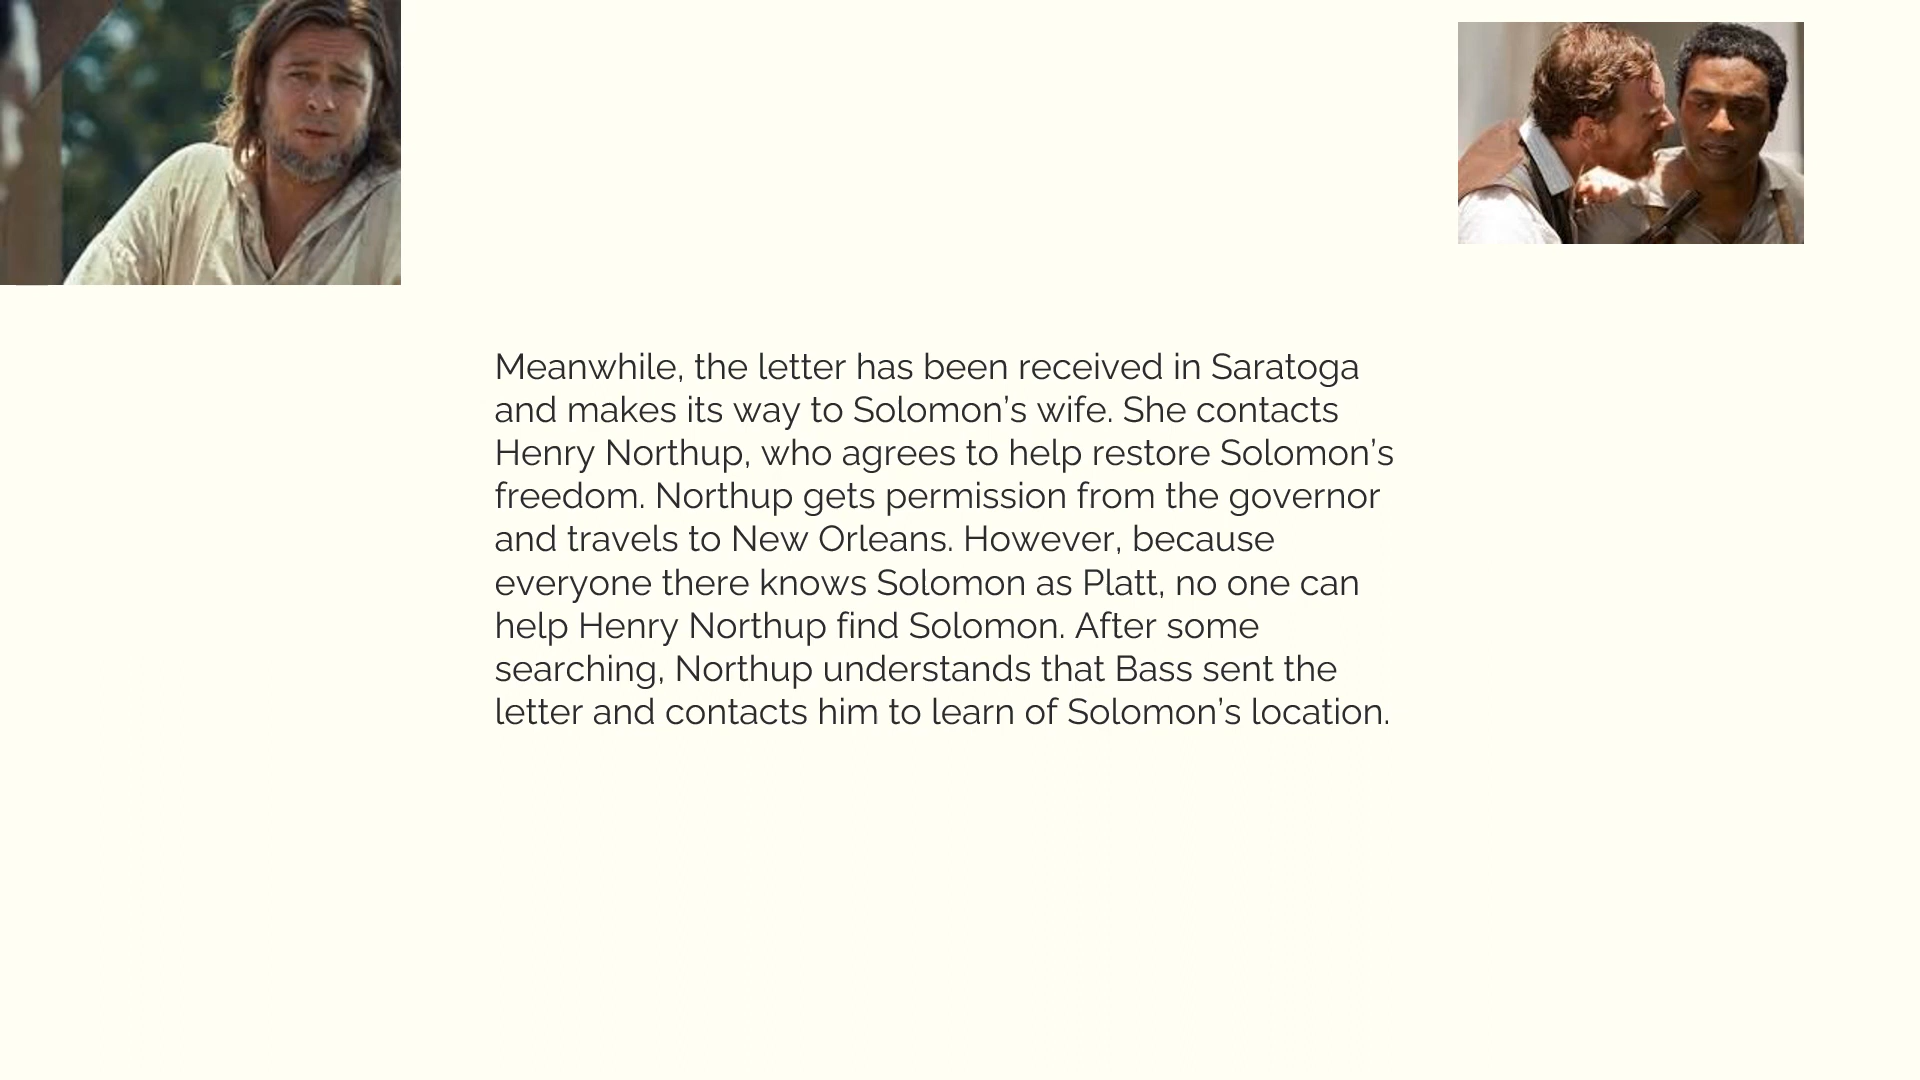 Meanwhile, the letter has been received in Saratoga
and makes its way to Solomon’s wife. She contacts
Henry Northup, who agrees to help restore Solomon’s
freedom. Northup gets permission from the governor
and travels to New Orleans. However, because
everyone there knows Solomon as Platt, no one can
help Henry Northup find Solomon. After some
searching, Northup understands that Bass sent the
letter and contacts him to learn of Solomon’s location.